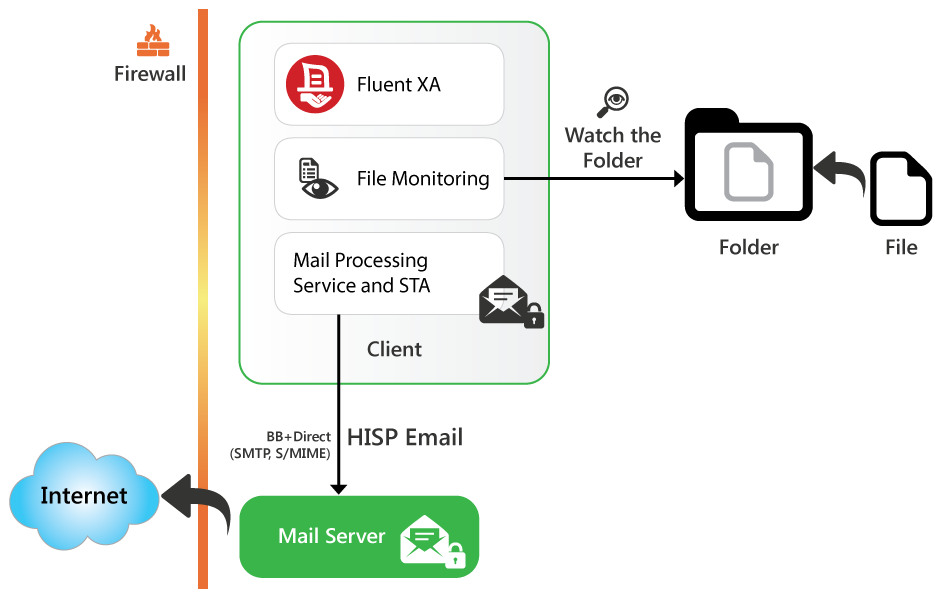 Firewall
Fluent XA
File Monitoring
Mail Processing
Service and STA
Client
Watch the
Folder
Folder
File
BB+Direct
(SMTP, S/MIME)
HISP Email
Internet
Mail Server